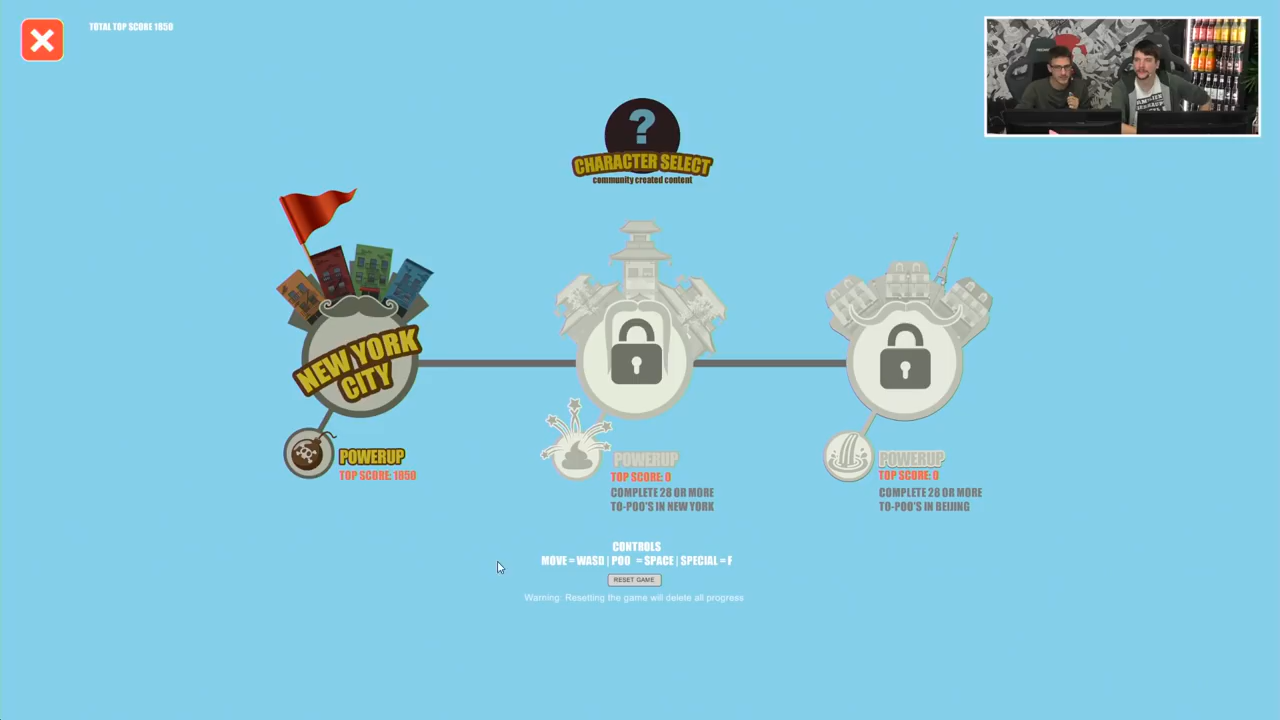 TOTAL TOP SCORE 1850
?
CHARACTER SELECT
community created content
NEW YORK
CITY
POWERUP
TOP SCORE: 1850
POWERUP
TOP SCORE: 0
COMPLETE 28 OR MORE
TO-POO'S IN NEW YORK
POWERUP
TOP SCORE: 0
COMPLETE 28 OR MORE
TO-POO'S IN BEIJING
CONTROLS
MOVE = WASD | POO = SPACE | SPECIAL = F
RESET GAME
Warning: Resetting the game will delete all progress